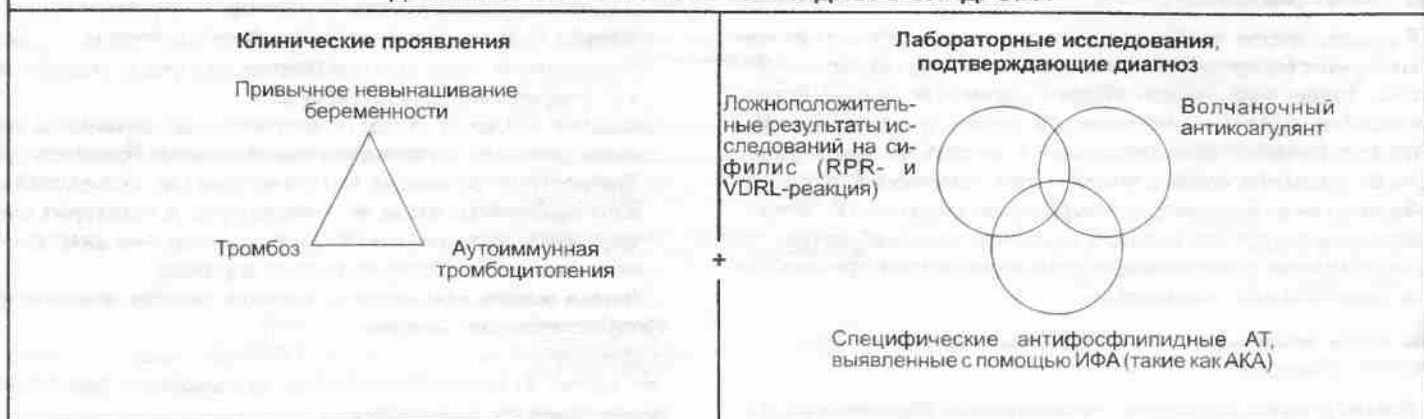 Клинические проявления
Привычное невынашивание
беременности
Тромбоз
Аутоиммунная
тромбоцитопения
+
Лабораторные исследования,
подтверждающие диагноз
Ложноположитель-
ные результаты ис-
следований на си-
филис (RPR- и
VDRL-реакция)
Волчаночный
антикоагулянт
Специфические антифосфлипидные АТ,
выявленные с помощью ИФА (такие как АКА)